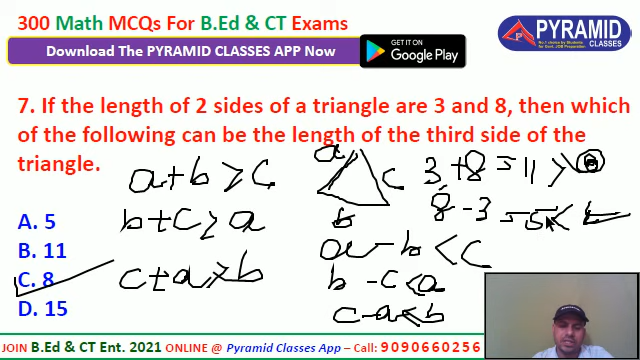 300 Math MCQs For B.Ed & CT Exams
Download The PYRAMID CLASSES APP Now
GET IT ON
Google Play
PYRAMID
CLASSES
7. If the length of 2 sides of a triangle are 3 and 8, then which
of the following can be the length of the third side of the
triangle.
A. 5
B. 11
C. 8
D. 15
a+b>c
b+c>a
c+a>b
a
c
b
3+8=11>
8-3=5<
a-b<c
b-c<a
c-a<b
JOIN B.Ed & CT Ent. 2021 ONLINE @ Pyramid Classes App – Call: 9090660256